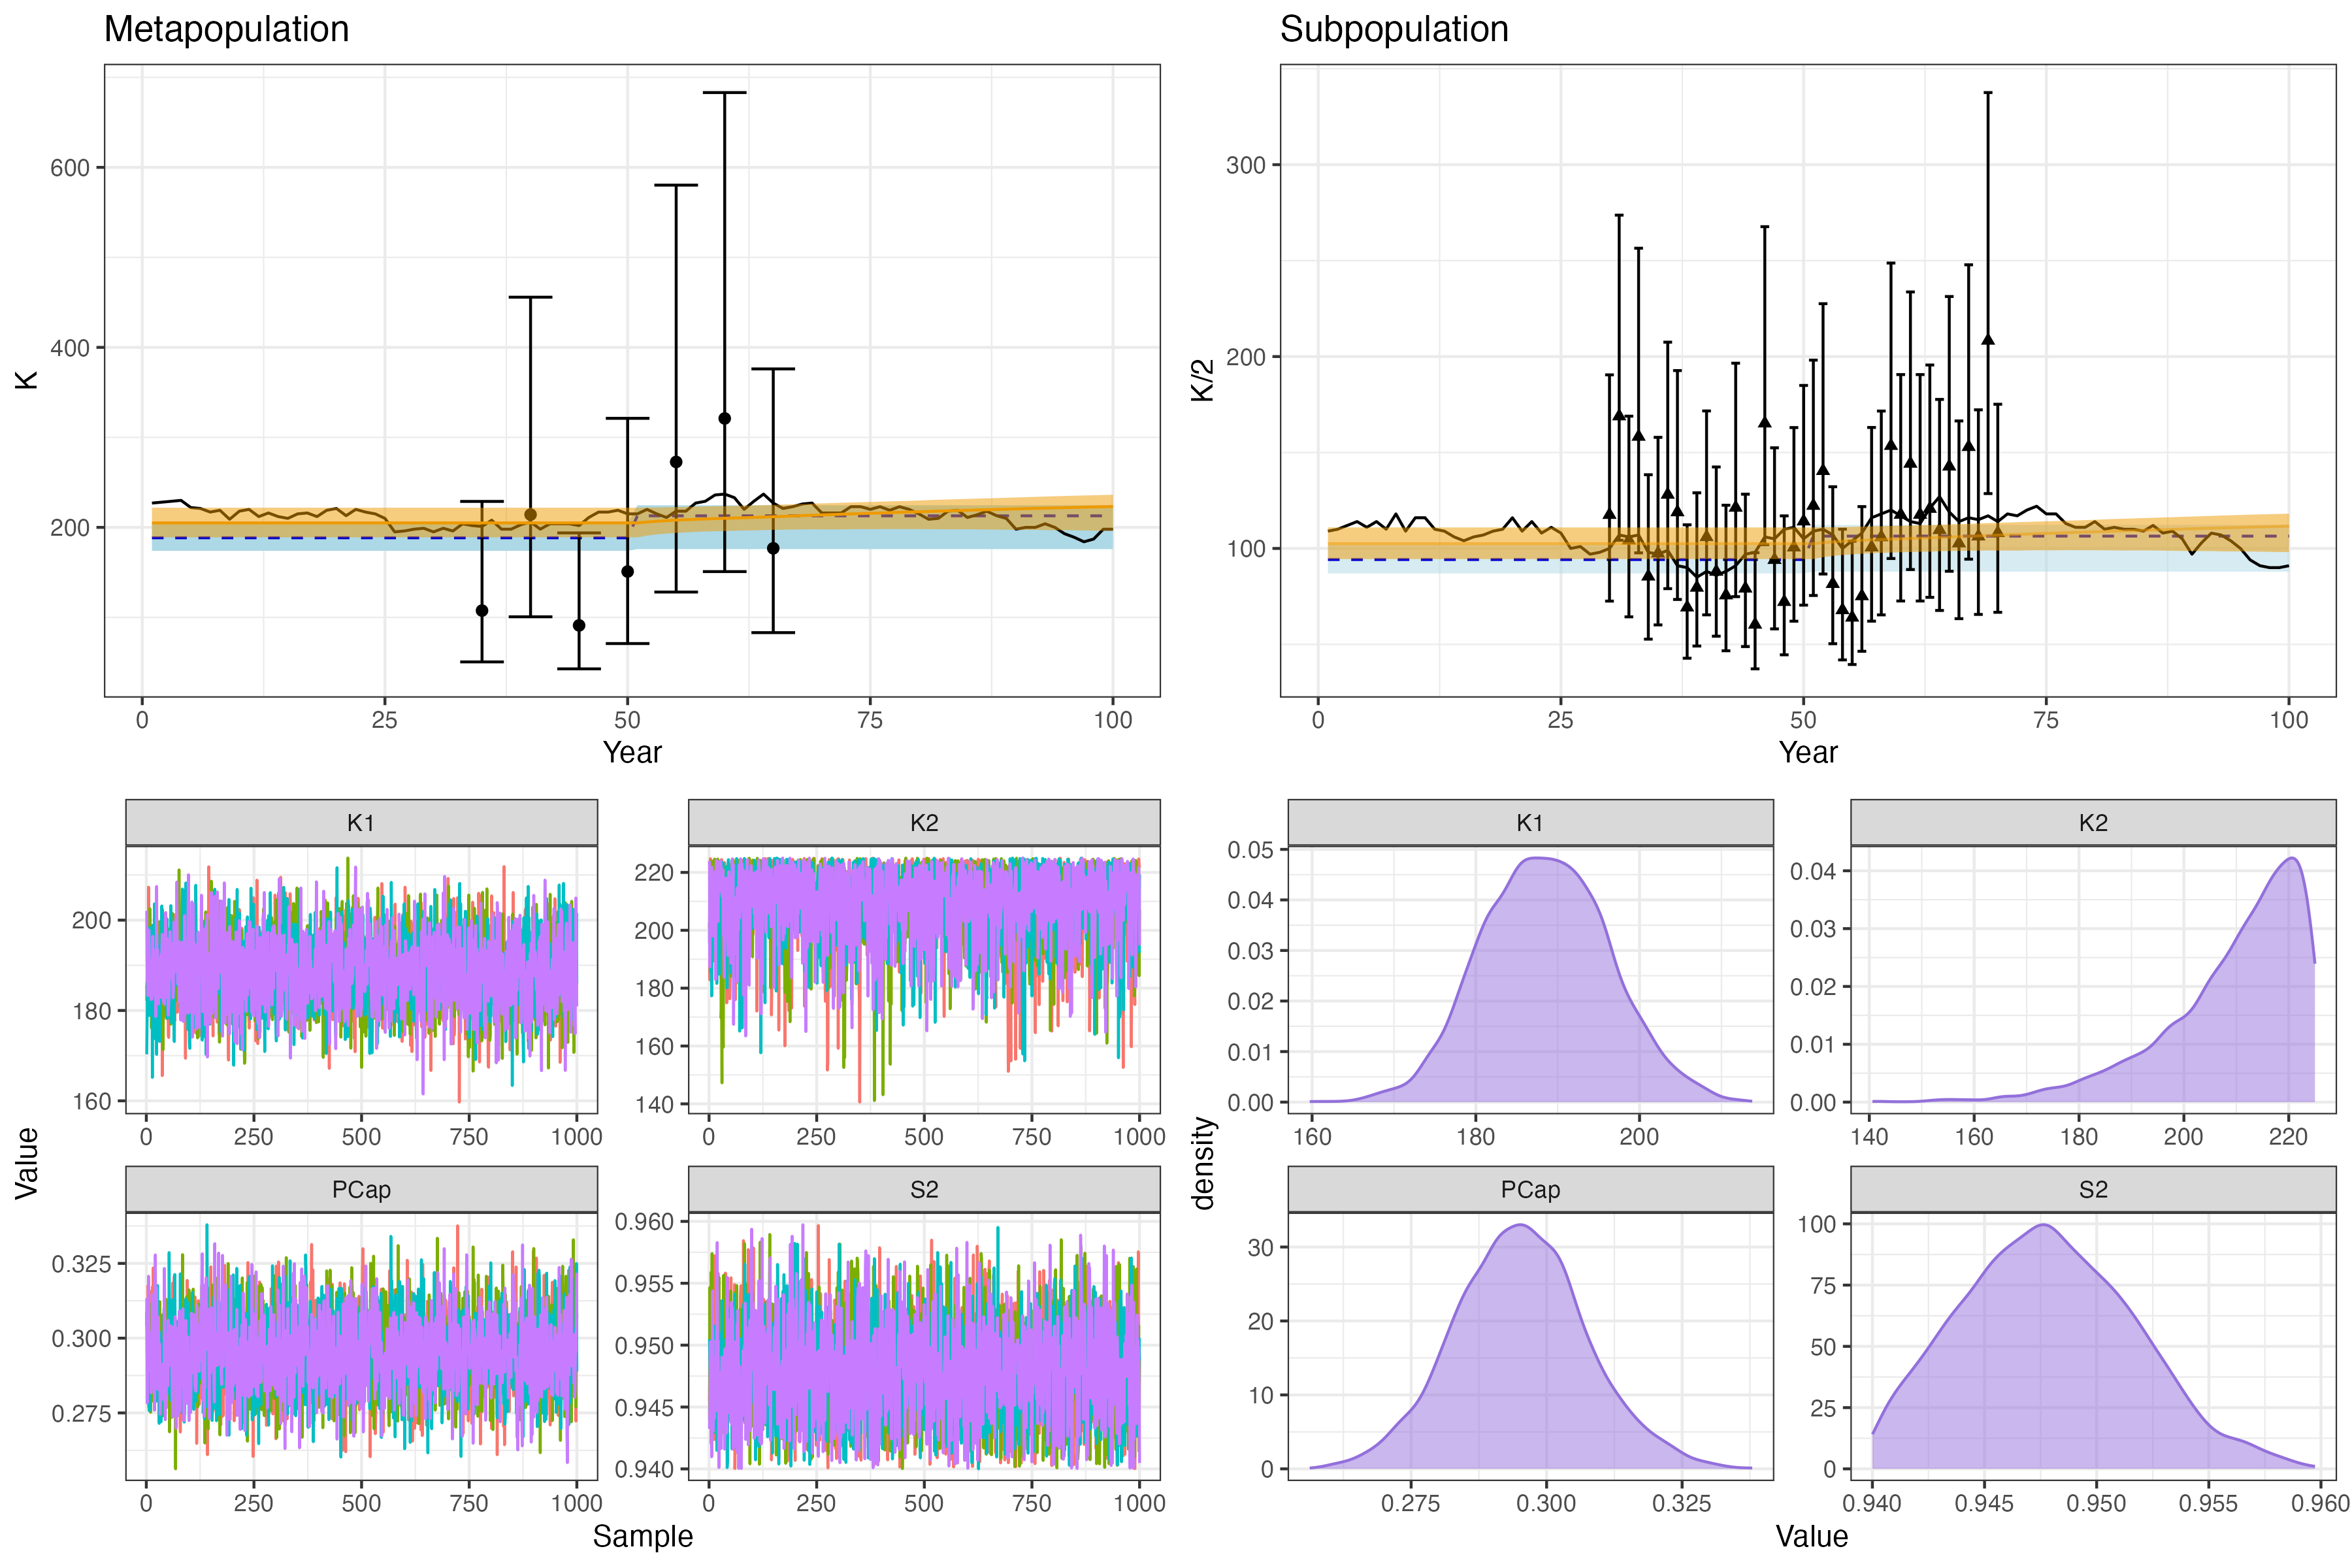 Metapopulation
K
600
400
200
0 25 50 75 100
Year
Subpopulation
K/2
300
200
100
0 25 50 75 100
Year
Value
K1
200
180
160
0 250 500 750 1000
K2
220
200
180
160
140
0 250 500 750 1000
PCap
0.325
0.300
0.275
0 250 500 750 1000
S2
0.960
0.955
0.950
0.945
0.940
0 250 500 750 1000
Sample
density
K1
0.05
0.04
0.03
0.02
0.01
0.00
160 180 200
K2
0.04
0.03
0.02
0.01
0.00
140 160 180 200 220
PCap
30
20
10
0
0.275 0.300 0.325
S2
100
75
50
25
0
0.940 0.945 0.950 0.955 0.960
Value